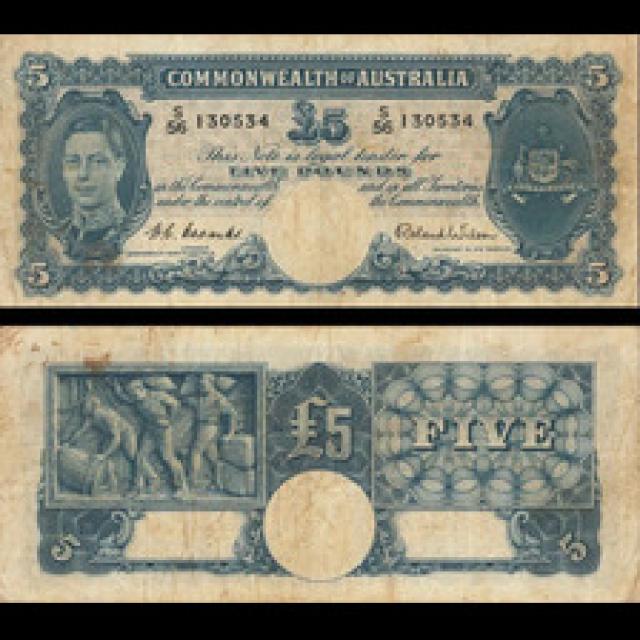 5 COMMONWEALTH OF AUSTRALIA 5
S/56 130534 £5 S/56 130534
This Note is legal tender for
FIVE POUNDS
in the Commonwealth and in all Territories
under the control of the Commonwealth
5 5
£5 FIVE
5 5